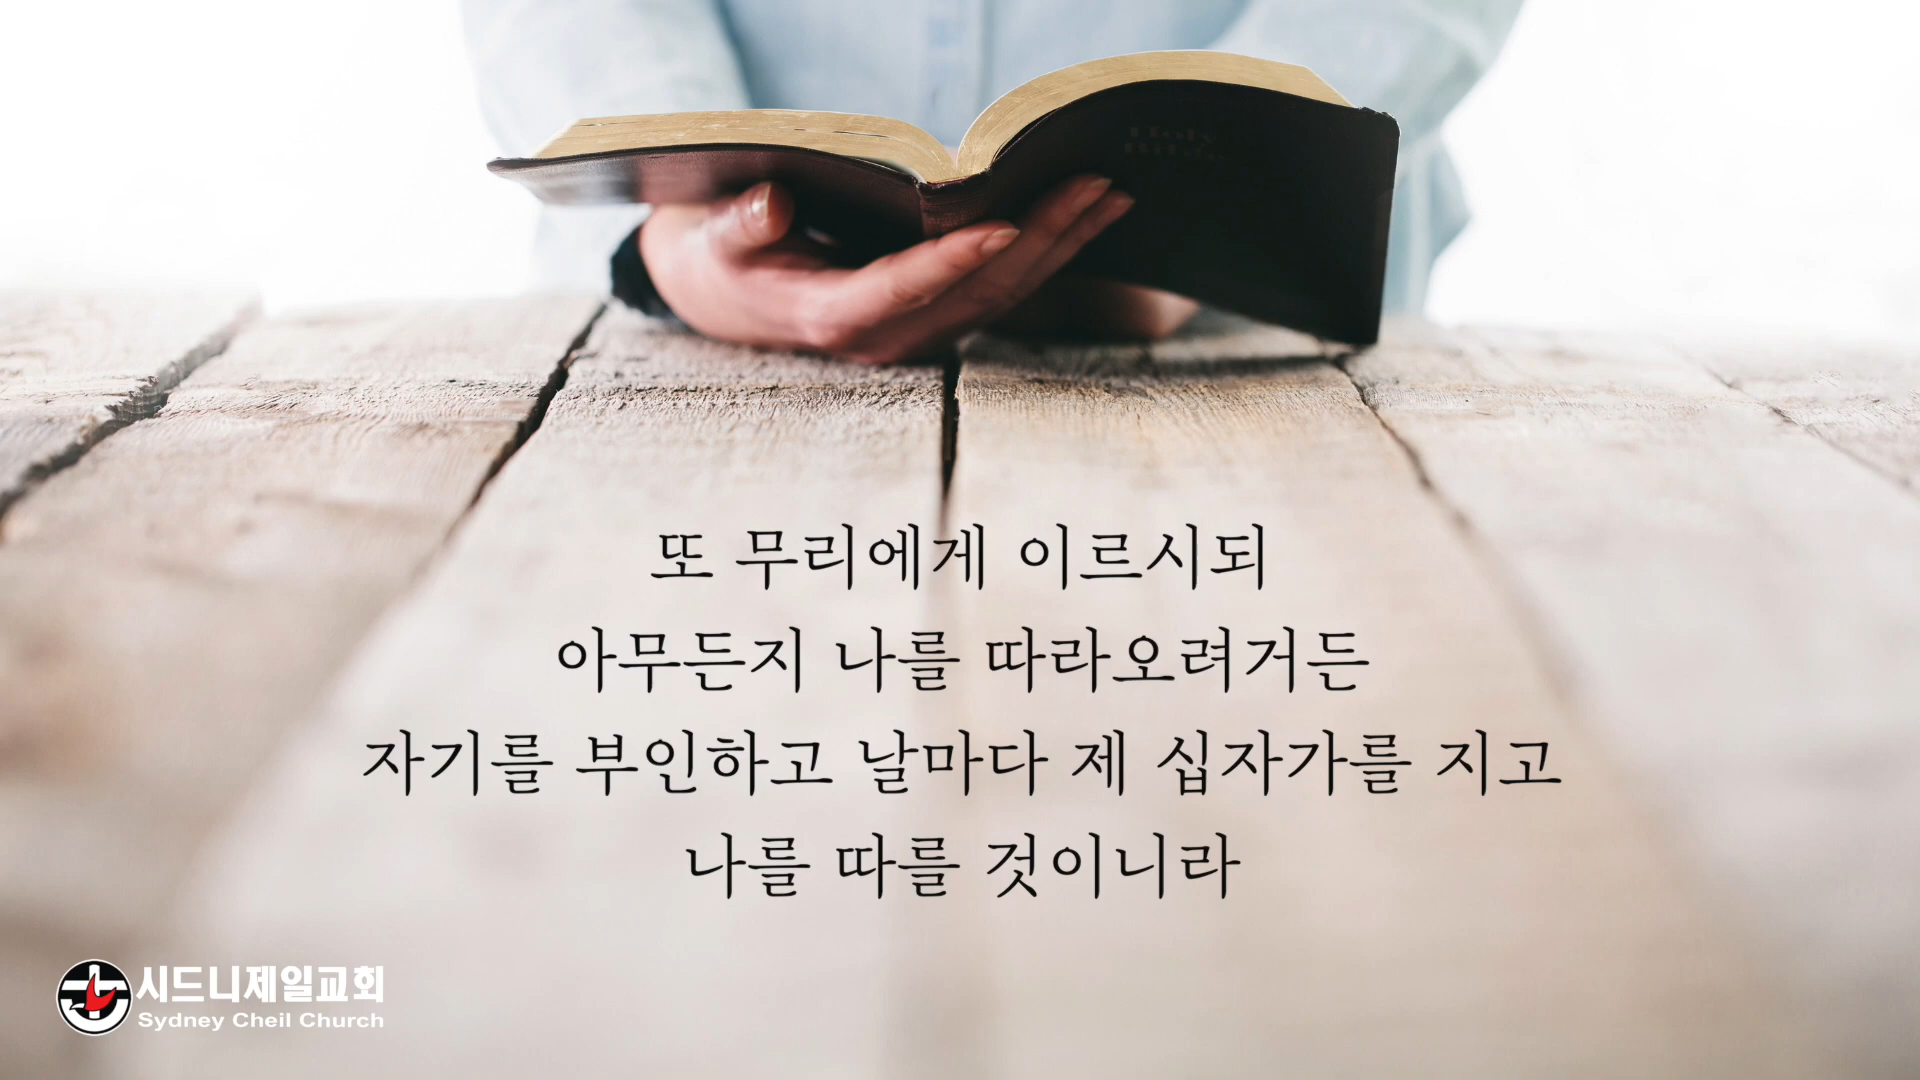 또 무리에게 이르시되
아무든지 나를 따라오려거든
자기를 부인하고 날마다 제 십자가를 지고
나를 따를 것이니라
시드니제일교회
Sydney Cheil Church